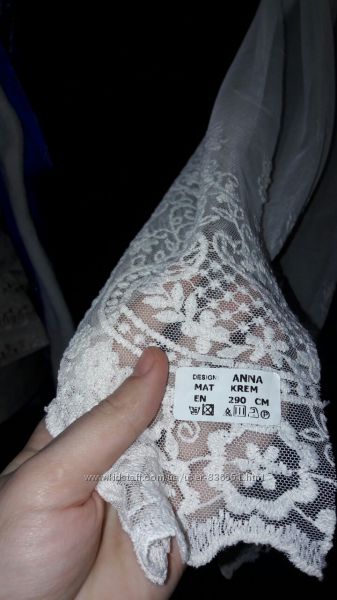 DESIGN ANNA
MAT KREM
EN 290 CM